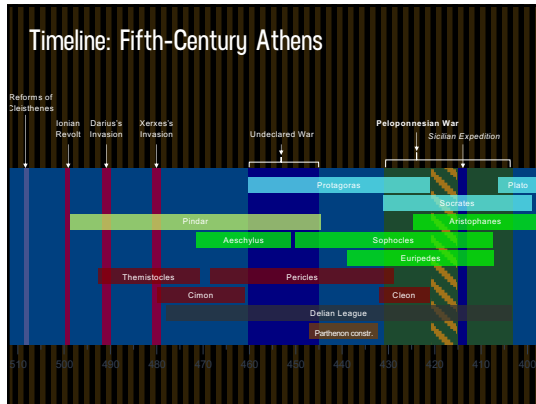 Timeline: Fifth-Century Athens
Reforms of
Cleisthenes
Ionian
Revolt
Darius's
Invasion
Xerxes's
Invasion
Undeclared War
Peloponnesian War
Sicilian Expedition
Protagoras
Plato
Socrates
Pindar
Aristophanes
Aeschylus
Sophocles
Euripedes
Themistocles
Pericles
Cimon
Cleon
Delian League
Parthenon constr.
510 500 490 480 470 460 450 440 430 420 410 400